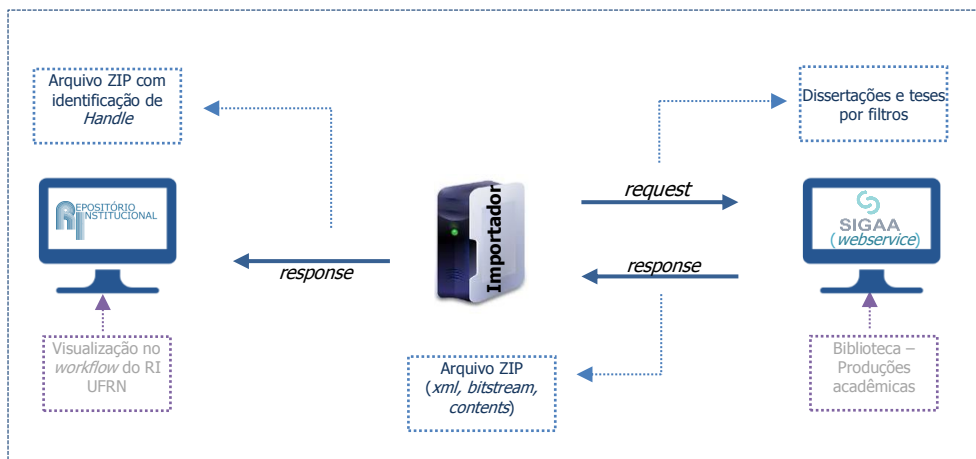 Arquivo ZIP com
identificação de
Handle
Dissertações e teses
por filtros
REPOSITÓRIO
INSTITUCIONAL
Importador
request
SIGAA
(webservice)
response
response
Visualização no
workflow do RI
UFRN
Arquivo ZIP
(xml, bitstream,
contents)
Biblioteca –
Produções
acadêmicas